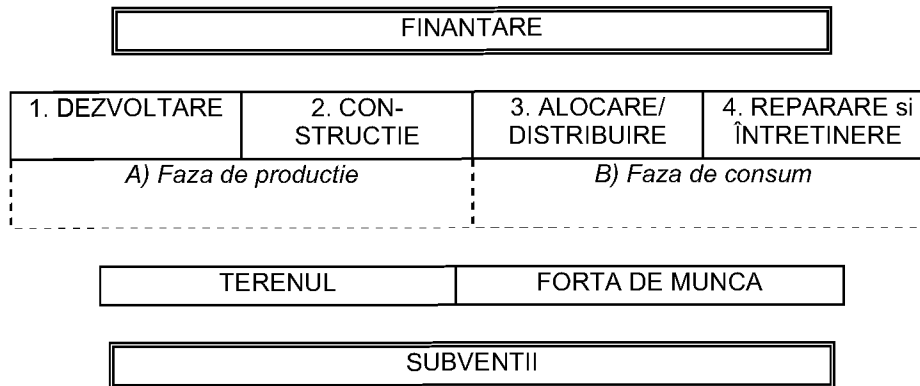 FINANTARE
1. DEZVOLTARE
2. CON-
STRUCTIE
3. ALOCARE/
DISTRIBUIRE
4. REPARARE si
ÎNTRETINERE
A) Faza de productie
B) Faza de consum
TERENUL
FORTA DE MUNCA
SUBVENTII